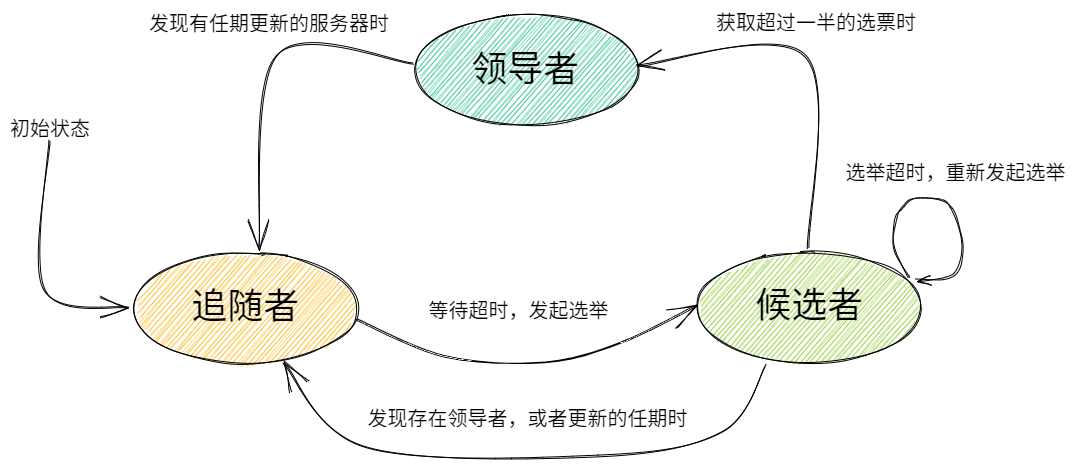 发现有任期更新的服务器时
获取超过一半的选票时
领导者
初始状态
选举超时，重新发起选举
追随者
等待超时，发起选举
候选者
发现存在领导者，或者更新的任期时